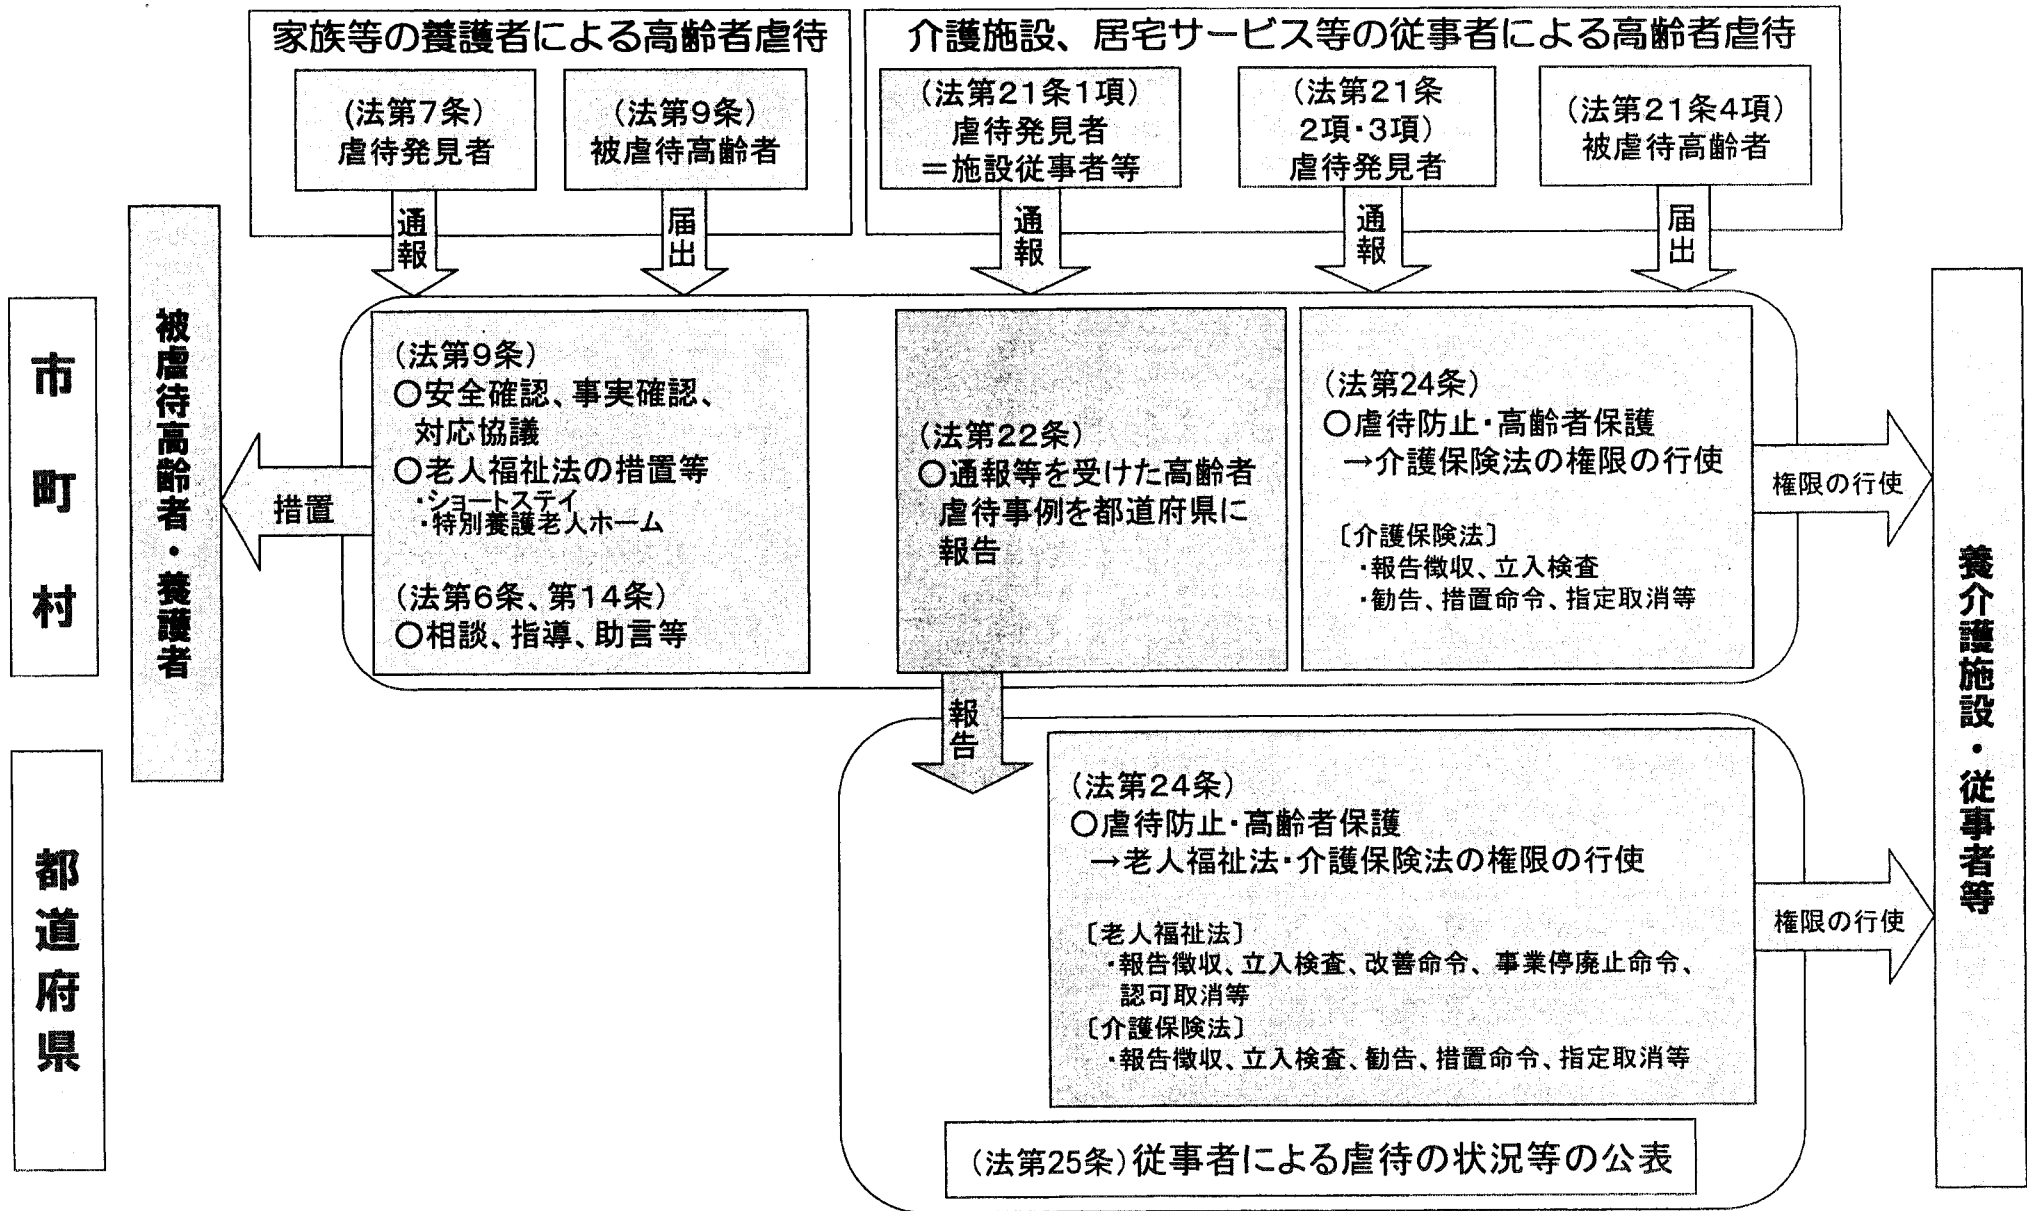 家族等の養護者による高齢者虐待
(法第7条)
虐待発見者
(法第9条)
被虐待高齢者
通報
届出
介護施設、居宅サービス等の従事者による高齢者虐待
(法第21条1項)
虐待発見者
=施設従事者等
(法第21条
2項・3項)
虐待発見者
(法第21条4項)
被虐待高齢者
通報
通報
届出
市町村
被虐待高齢者・養護者
措置
(法第9条)
○安全確認、事実確認、
対応協議
○老人福祉法の措置等
・ショートステイ
・特別養護老人ホーム
(法第6条、第14条)
○相談、指導、助言等
(法第22条)
○通報等を受けた高齢者
虐待事例を都道府県に
報告
(法第24条)
○虐待防止・高齢者保護
→介護保険法の権限の行使
〔介護保険法〕
・報告徴収、立入検査
・勧告、措置命令、指定取消等
権限の行使
養介護施設・従事者等
報告
都道府県
(法第24条)
○虐待防止・高齢者保護
→老人福祉法・介護保険法の権限の行使
〔老人福祉法〕
・報告徴収、立入検査、改善命令、事業停廃止命令、
認可取消等
〔介護保険法〕
・報告徴収、立入検査、勧告、措置命令、指定取消等
権限の行使
(法第25条)従事者による虐待の状況等の公表